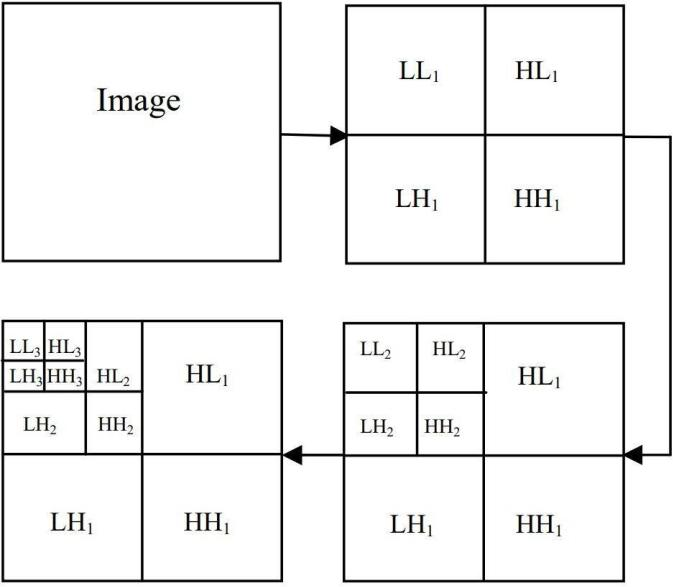 Image
LL₁ HL₁
LH₁ HH₁
LL₃ HL₃
LH₃ HH₃ HL₂ HL₁
LH₂ HH₂
LH₁ HH₁
LL₂ HL₂
HL₁
LH₂ HH₂
LH₁ HH₁